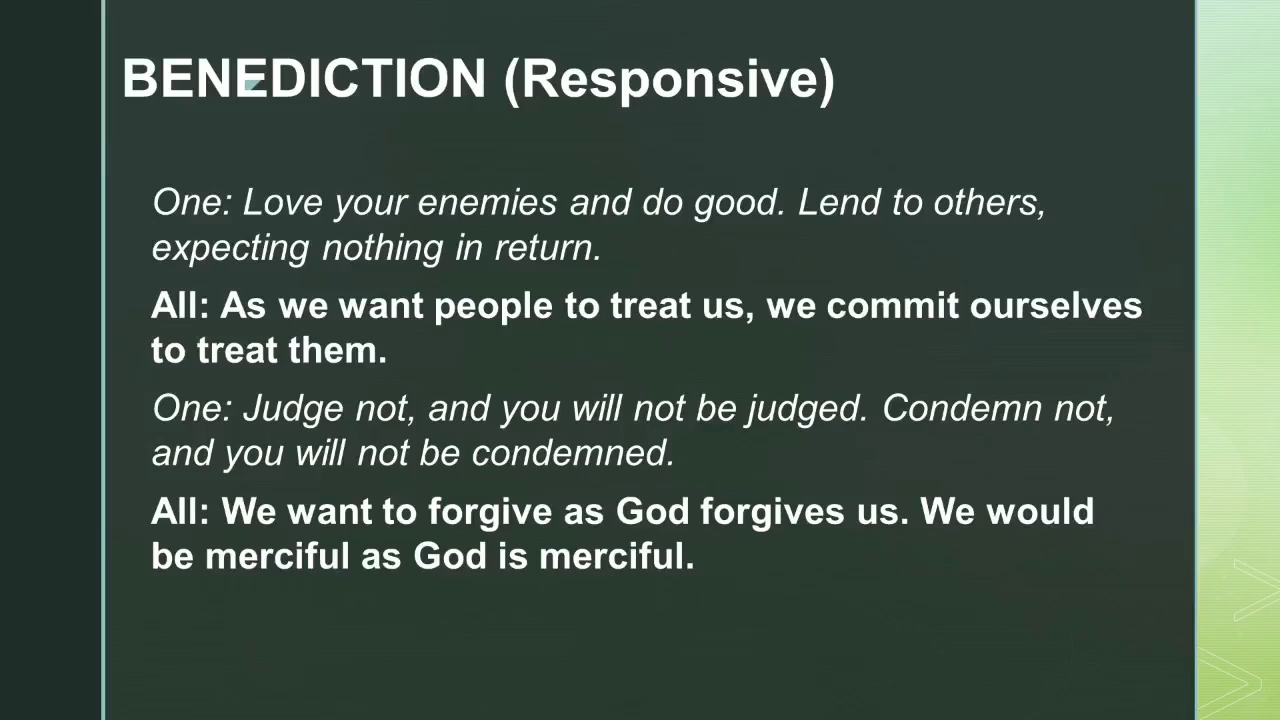 BENEDICTION (Responsive)
One: Love your enemies and do good. Lend to others,
expecting nothing in return.
All: As we want people to treat us, we commit ourselves
to treat them.
One: Judge not, and you will not be judged. Condemn not,
and you will not be condemned.
All: We want to forgive as God forgives us. We would
be merciful as God is merciful.